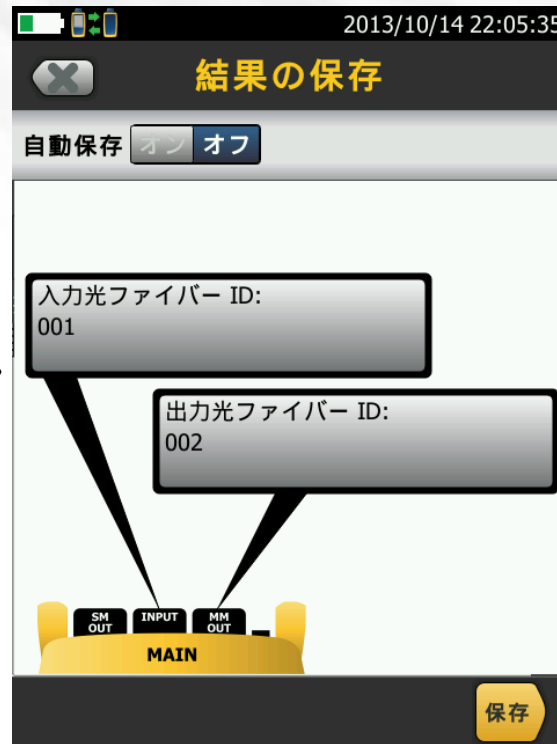 2013/10/14 22:05:35
結果の保存
自動保存 オン オフ
入力光ファイバー ID:
001
出力光ファイバー ID:
002
SM OUT
INPUT
MM OUT
MAIN
保存